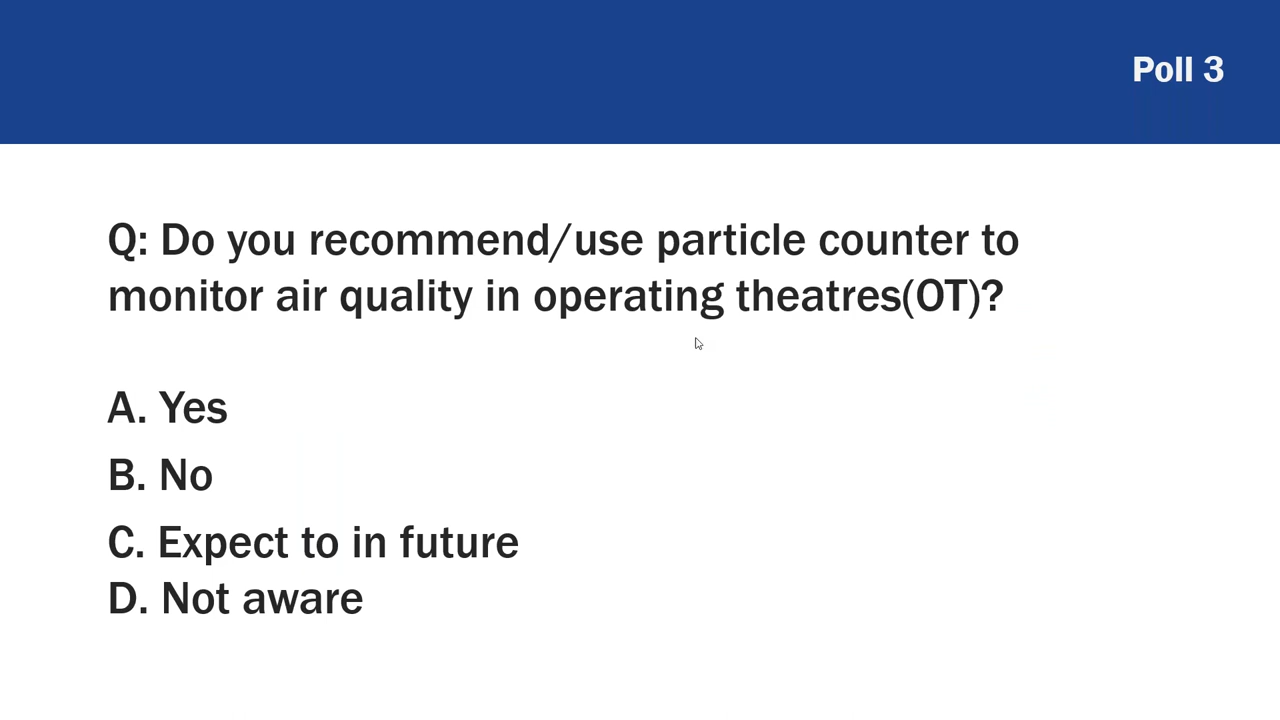 Poll 3
Q: Do you recommend/use particle counter to
monitor air quality in operating theatres(OT)?
A. Yes
B. No
C. Expect to in future
D. Not aware